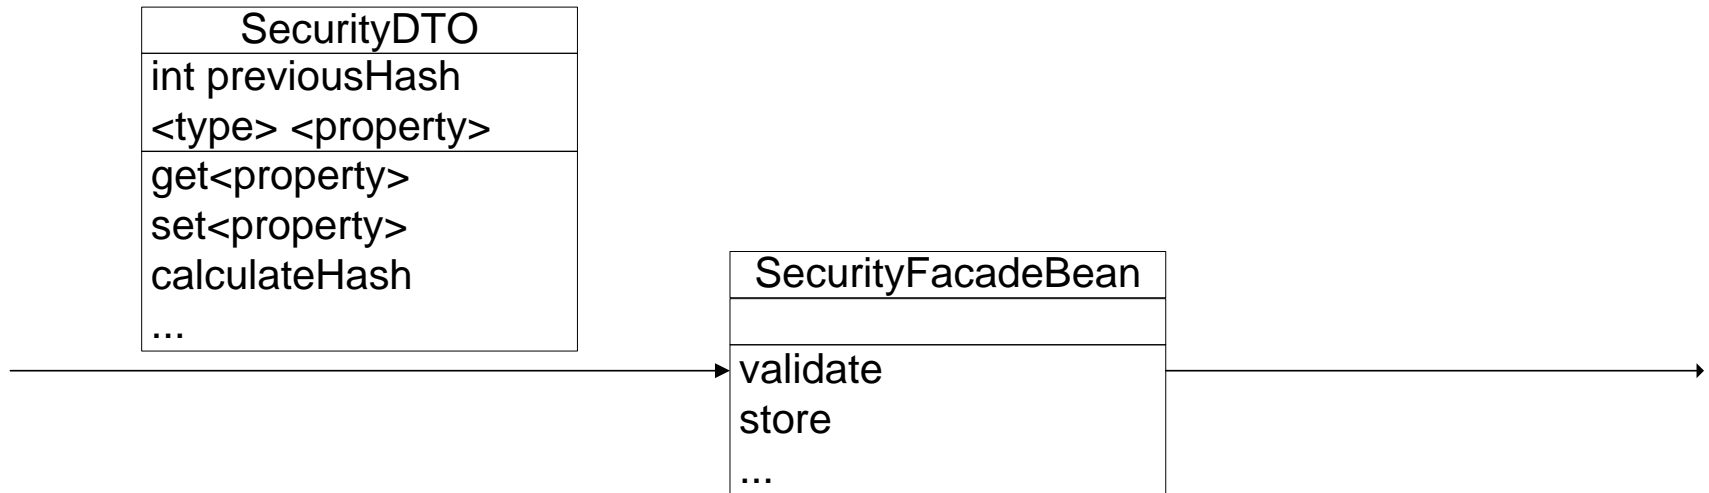 SecurityDTO
int previousHash
<type> <property>
get<property>
set<property>
calculateHash
...
SecurityFacadeBean
validate
store
...